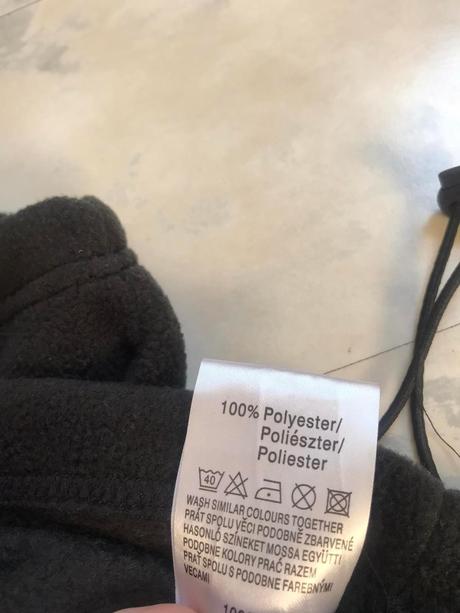 100% Polyester/
Poliészter/
Poliester
40
WASH SIMILAR COLOURS TOGETHER
PRÁT SPOLU VĚCI PODOBNĚ ZBARVENÉ
HASONLÓ SZÍNEKET MOSSA EGYÜTT
PODOBNE KOLORY PRAĆ RAZEM
PRAŤ SPOLU S PODOBNE FAREBNÝMI
VECAMI